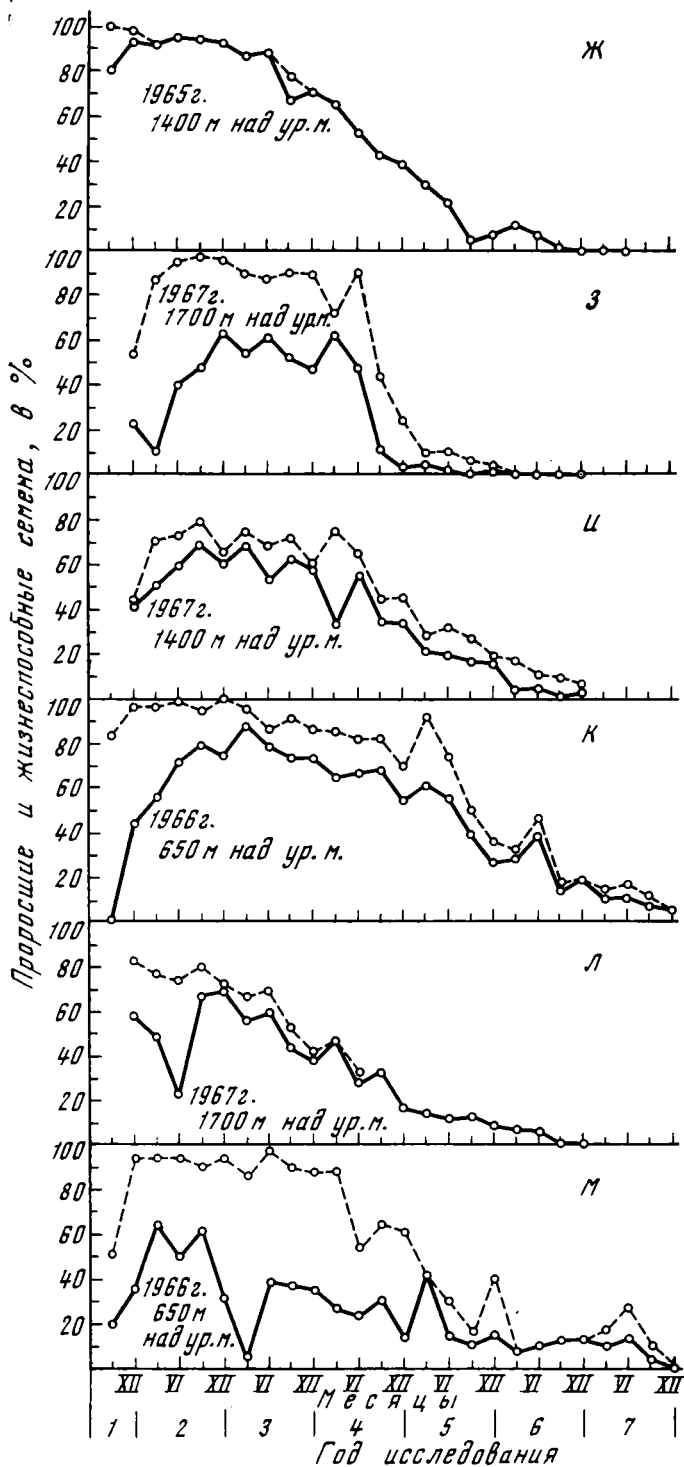 Проросшие и жизнеспособные семена, в %
100
80
60
40
20
Ж
1965г.
1400 м над ур.м.
100
80
60
40
20
З
1967г.
1700 м над ур.м.
100
80
60
40
20
И
1967г.
1400 м над ур.м.
100
80
60
40
20
К
1966г.
650 м над ур.м.
100
80
60
40
20
Л
1967г.
1700 м над ур.м.
100
80
60
40
20
М
1966г.
650 м
над ур.м.
XII VI XII VI XII VI XII VI XII VI XII VI XII
Месяцы
1 2 3 4 5 6 7
Год исследования